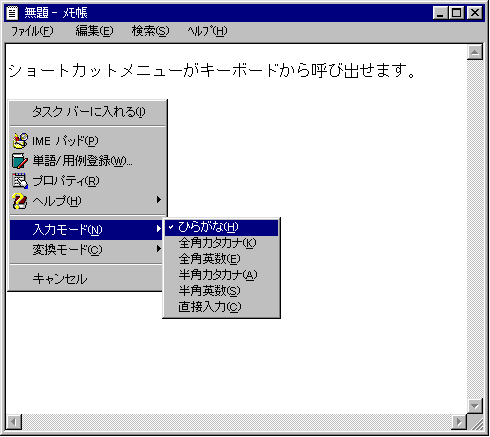 無題 - ﾒﾓ帳
ﾌｧｲﾙ(F) 編集(E) 検索(S) ﾍﾙﾌﾟ(H)
ショートカットメニューがキーボードから呼び出せます。
タスク バーに入れる(I)
IME パッド(P)
単語/用例登録(W)...
プロパティ(R)
ヘルプ(H)
入力モード(N)
変換モード(C)
キャンセル
ひらがな(H)
全角カタカナ(K)
全角英数(E)
半角カタカナ(A)
半角英数(S)
直接入力(C)